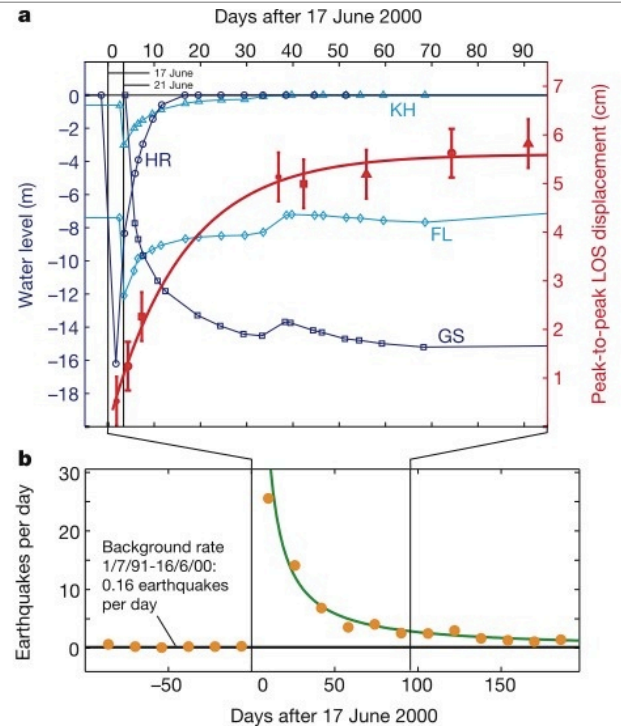 a
Days after 17 June 2000
0 10 20 30 40 50 60 70 80 90
17 June
21 June
0
−2
−4
−6
−8
−10
−12
−14
−16
−18
Water level (m)
KH
HR
FL
GS
7
6
5
4
3
2
1
Peak-to-peak LOS displacement (cm)
b
30
20
10
0
Earthquakes per day
Background rate
1/7/91-16/6/00:
0.16 earthquakes
per day
−50 0 50 100 150
Days after 17 June 2000